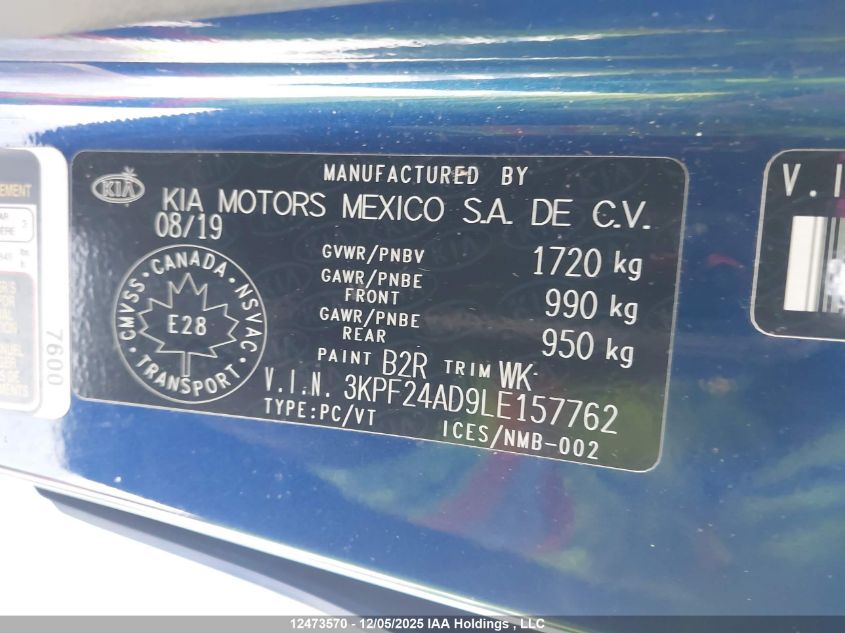 MANUFACTURED BY
KIA
KIA MOTORS MEXICO S.A. DE C.V.
08/19
GVWR/PNBV 1720 kg
GAWR/PNBE FRONT 990 kg
GAWR/PNBE REAR 950 kg
PAINT B2R TRIM WK
V.I.N. 3KPF24AD9LE157762
TYPE:PC/VT ICES/NMB-002
CMVSS • CANADA • NSVAC • TRANSPORT •
E28
7600
V.I
12473570 - 12/05/2025 IAA Holdings , LLC